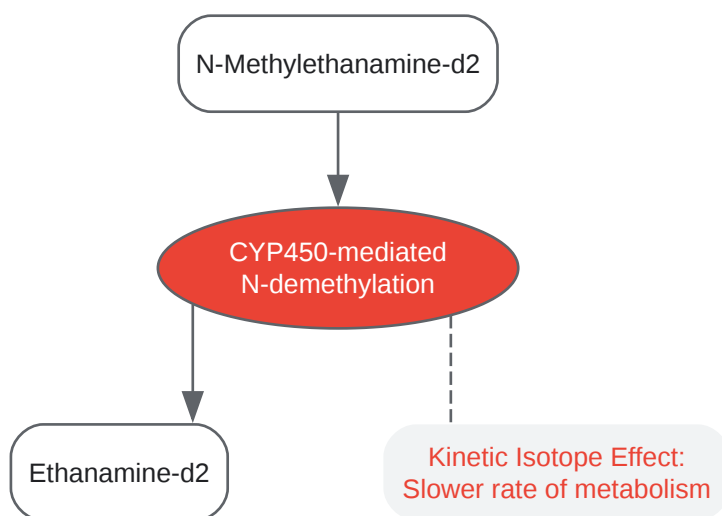 N-Methylethanamine-d2
CYP450-mediated
N-demethylation
Ethanamine-d2
Kinetic Isotope Effect:
Slower rate of metabolism